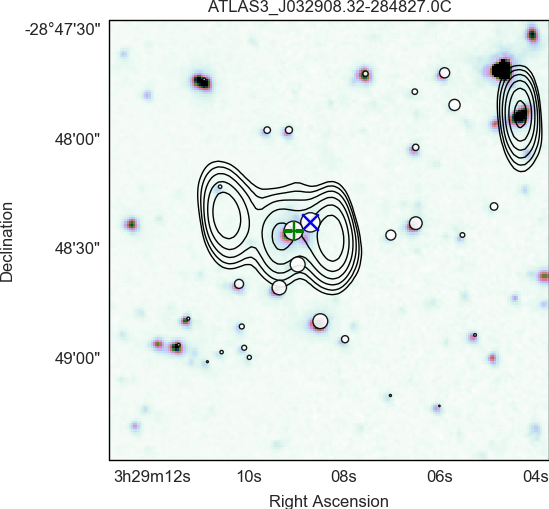 ATLAS3_J032908.32-284827.0C
-28°47'30"
48'00"
48'30"
49'00"
Declination
3h29m12s 10s 08s 06s 04s
Right Ascension